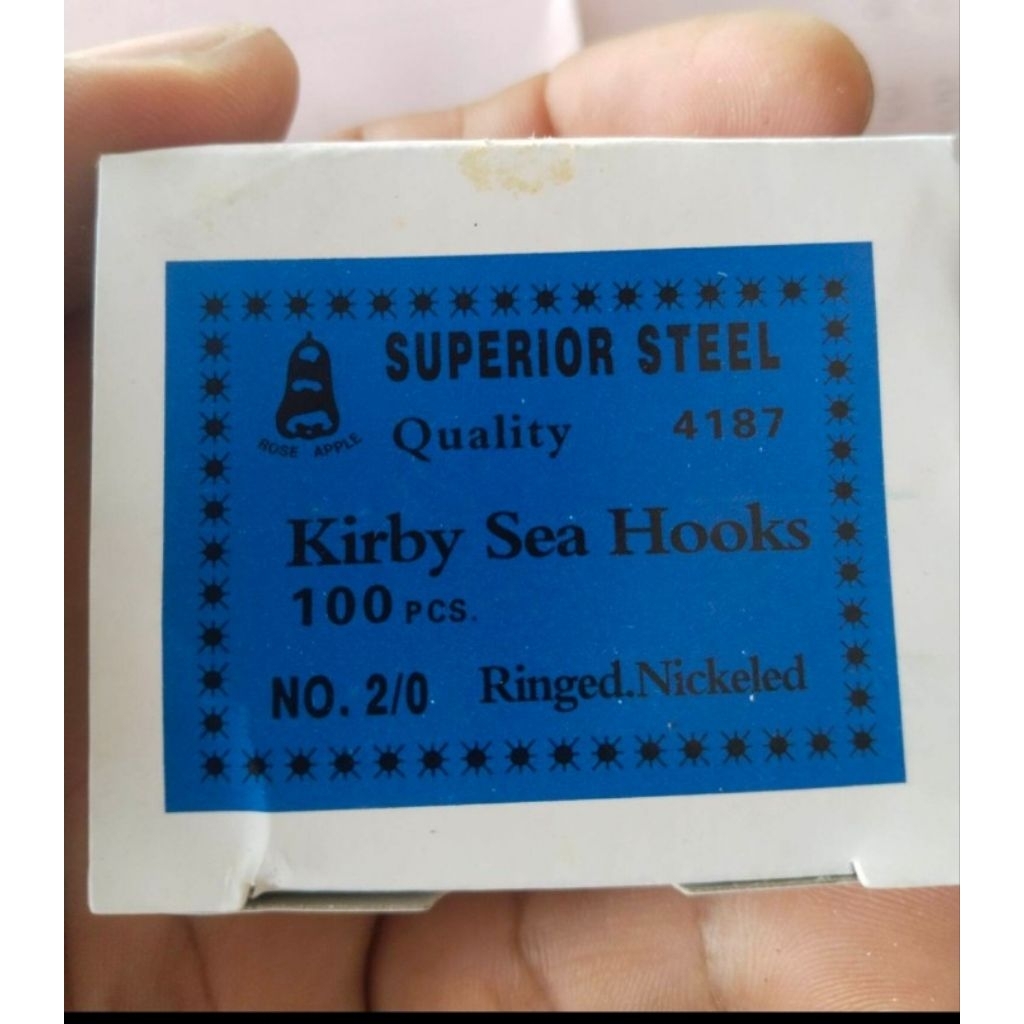 SUPERIOR STEEL
ROSE APPLE
Quality 4187
Kirby Sea Hooks
100 PCS.
NO. 2/0 Ringed.Nickeled